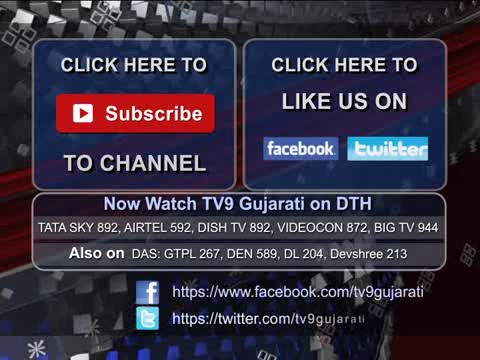 CLICK HERE TO
Subscribe
TO CHANNEL
CLICK HERE TO
LIKE US ON
facebook
twitter
Now Watch TV9 Gujarati on DTH
TATA SKY 892, AIRTEL 592, DISH TV 892, VIDEOCON 872, BIG TV 944
Also on DAS: GTPL 267, DEN 589, DL 204, Devshree 213
f https://www.facebook.com/tv9gujarati
t https://twitter.com/tv9gujarati